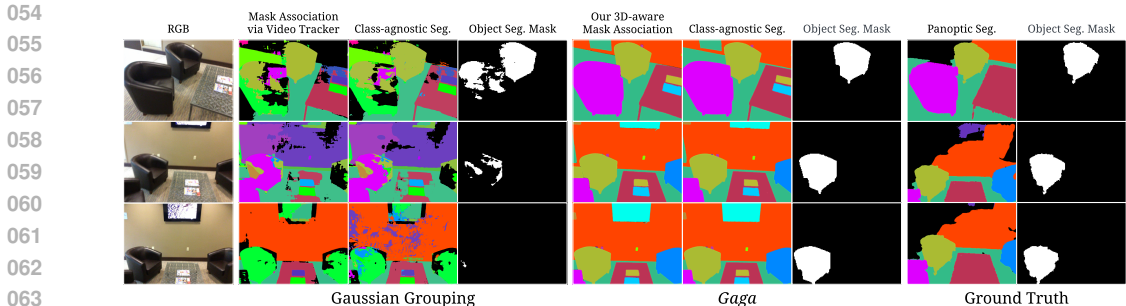 054
055
056
057
058
059
060
061
062
063
RGB
Mask Association
via Video Tracker
Class-agnostic Seg.
Object Seg. Mask
Our 3D-aware
Mask Association
Class-agnostic Seg.
Object Seg. Mask
Panoptic Seg.
Object Seg. Mask
Gaussian Grouping
Gaga
Ground Truth